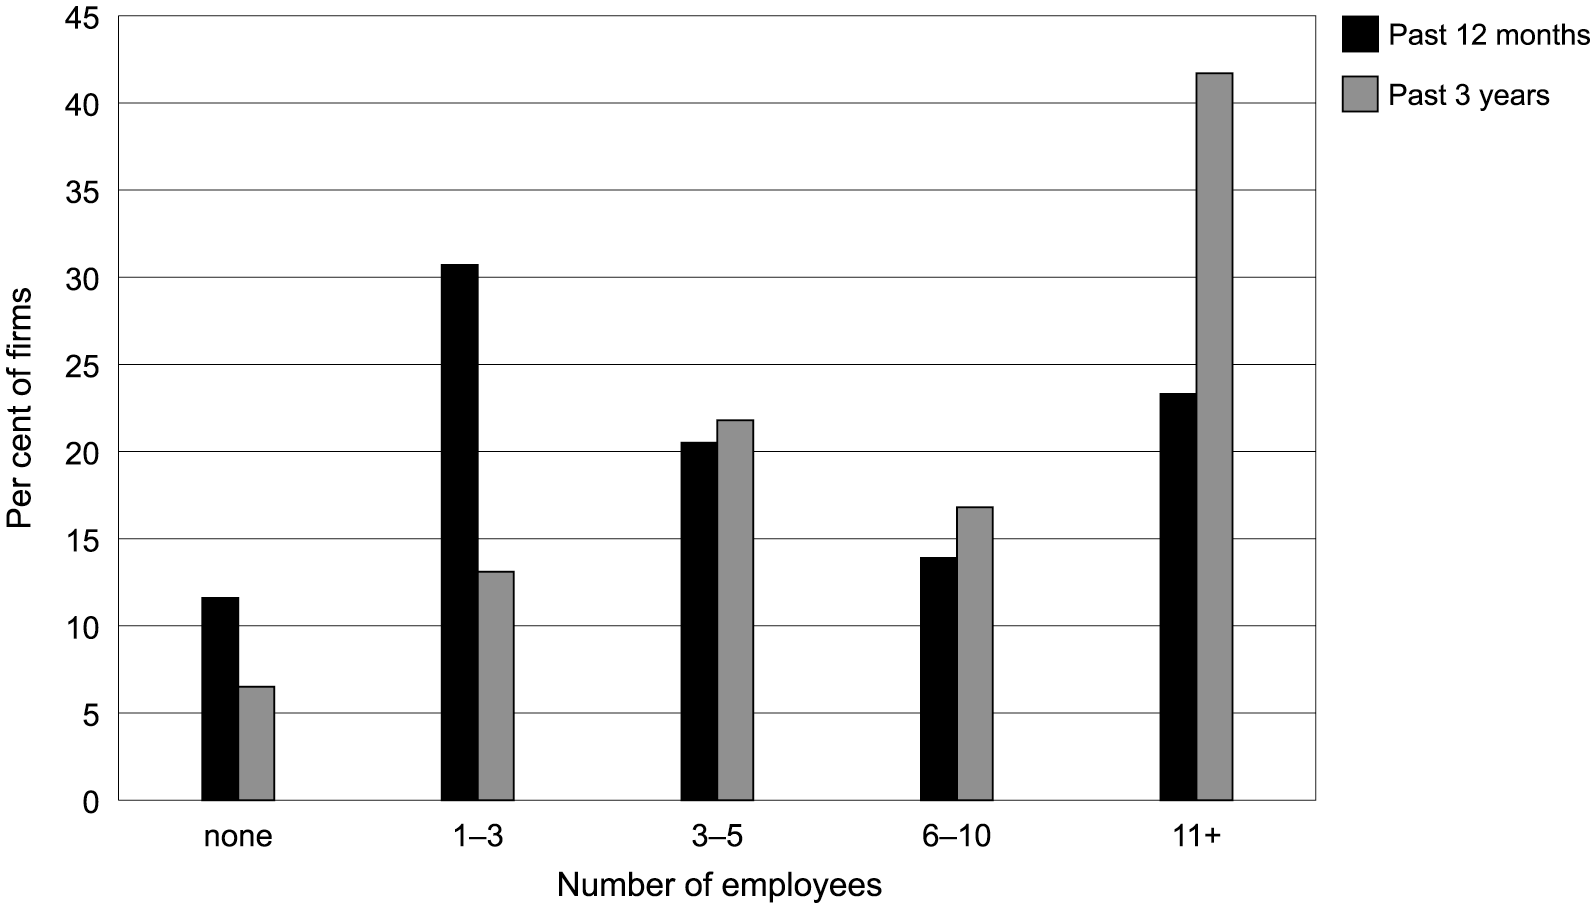 45
40
35
30
25
20
15
10
5
0
Per cent of firms
none 1–3 3–5 6–10 11+
Number of employees
Past 12 months
Past 3 years